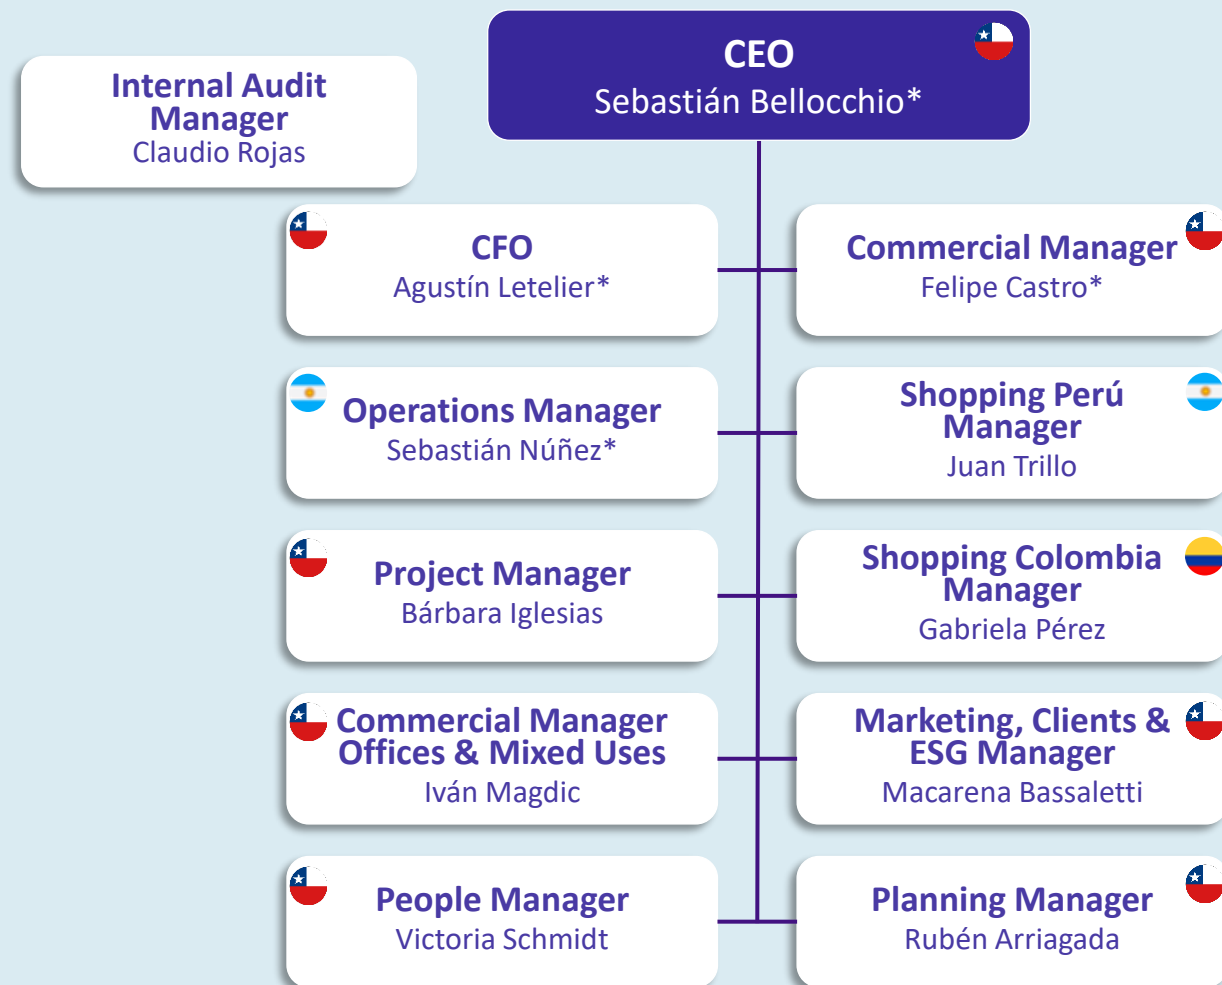 CEO
Sebastián Bellocchio*
Internal Audit
Manager
Claudio Rojas
CFO
Agustín Letelier*
Commercial Manager
Felipe Castro*
Operations Manager
Sebastián Núñez*
Shopping Perú
Manager
Juan Trillo
Project Manager
Bárbara Iglesias
Shopping Colombia
Manager
Gabriela Pérez
Commercial Manager
Offices & Mixed Uses
Iván Magdic
Marketing, Clients &
ESG Manager
Macarena Bassaletti
People Manager
Victoria Schmidt
Planning Manager
Rubén Arriagada